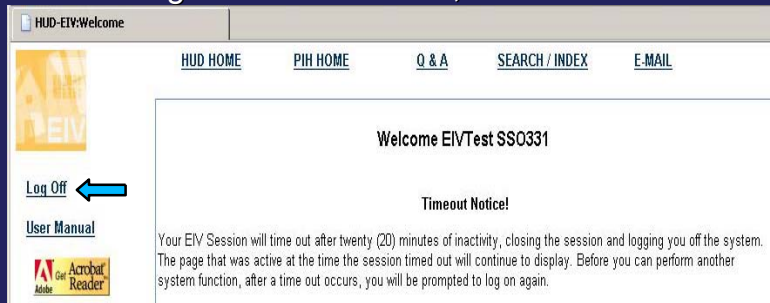 HUD-EIV:Welcome
HUD HOME PIH HOME Q & A SEARCH / INDEX E-MAIL
EIV
Welcome EIVTest SSO331
Log Off
Timeout Notice!
User Manual
Your EIV Session will time out after twenty (20) minutes of inactivity, closing the session and logging you off the system.
The page that was active at the time the session timed out will continue to display. Before you can perform another
system function, after a time out occurs, you will be prompted to log on again.
Get Acrobat
Adobe Reader